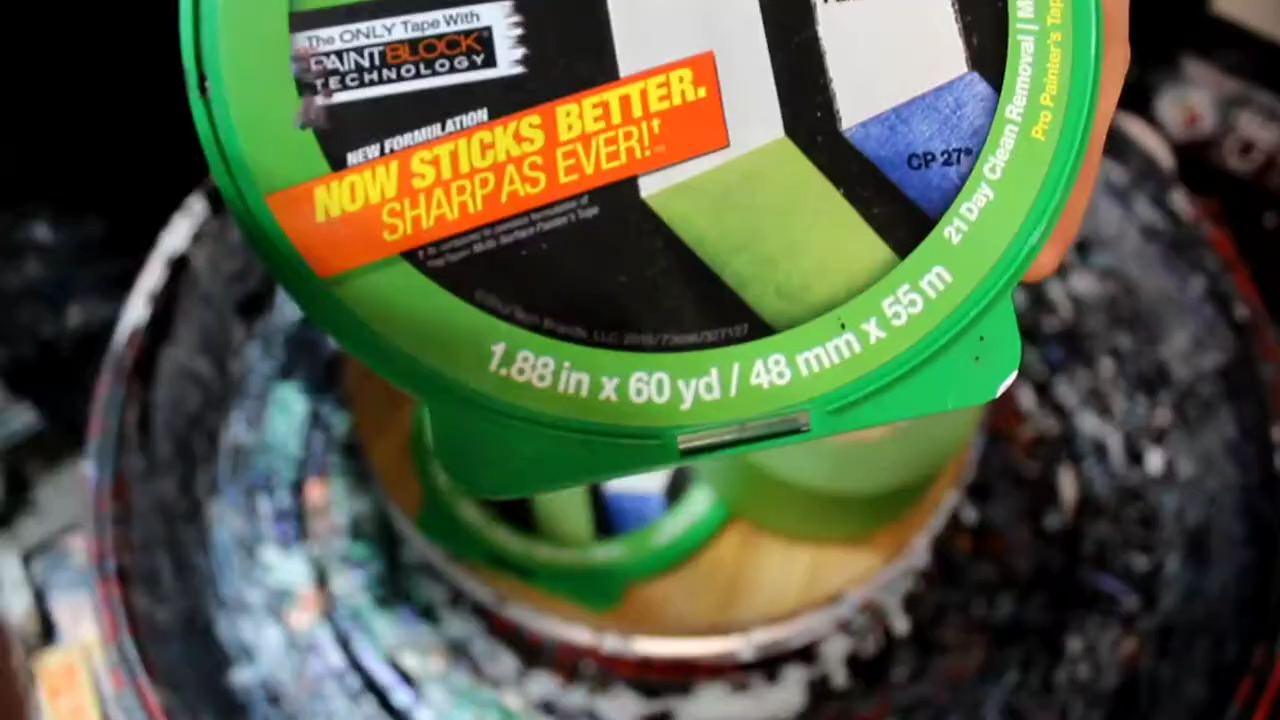 The ONLY Tape With
PAINTBLOCK®
TECHNOLOGY
NEW FORMULATION
NOW STICKS BETTER.
SHARP AS EVER!†
CP 27®
21 Day Clean Removal | M
Pro Painter's Tap
1.88 in x 60 yd / 48 mm x 55 m